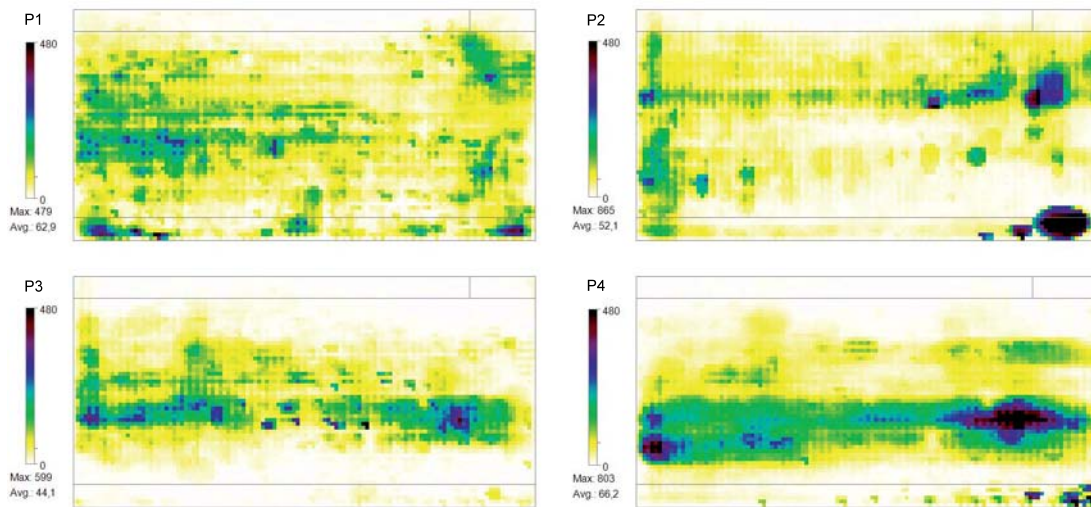 P1
480
0
Max: 479
Avg.: 62,9
P2
480
0
Max: 865
Avg.: 52,1
P3
480
0
Max: 599
Avg.: 44,1
P4
480
0
Max: 803
Avg.: 66,2